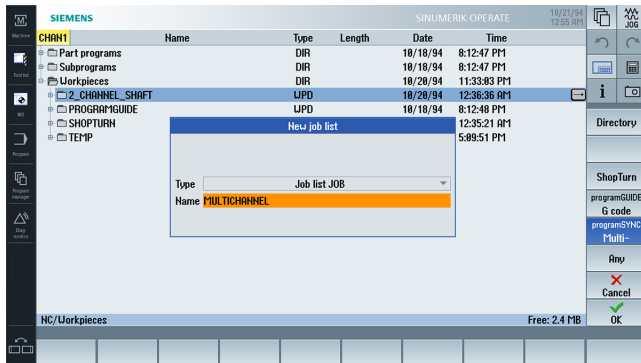 SIEMENS
SINUMERIK OPERATE
10/21/94
12:55 AM
JOG
Machine
CHAN1 Name Type Length Date Time
Part programs DIR 10/18/94 8:12:47 PM
Subprograms DIR 10/18/94 8:12:47 PM
Workpieces DIR 10/20/94 11:33:03 PM
2_CHANNEL_SHAFT WPD 10/20/94 12:36:36 AM
PROGRAMGUIDE WPD 10/18/94 8:12:48 PM
SHOPTURN 12:35:21 AM
TEMP 5:09:51 PM
New job list
Type Job list JOB
Name MULTICHANNEL
Tool list
WO
Program
Program
manager
Diag-
nostics
Directory
ShopTurn
programGUIDE
G code
programSYNC
Multi-
Any
Cancel
OK
NC/Workpieces Free: 2.4 MB